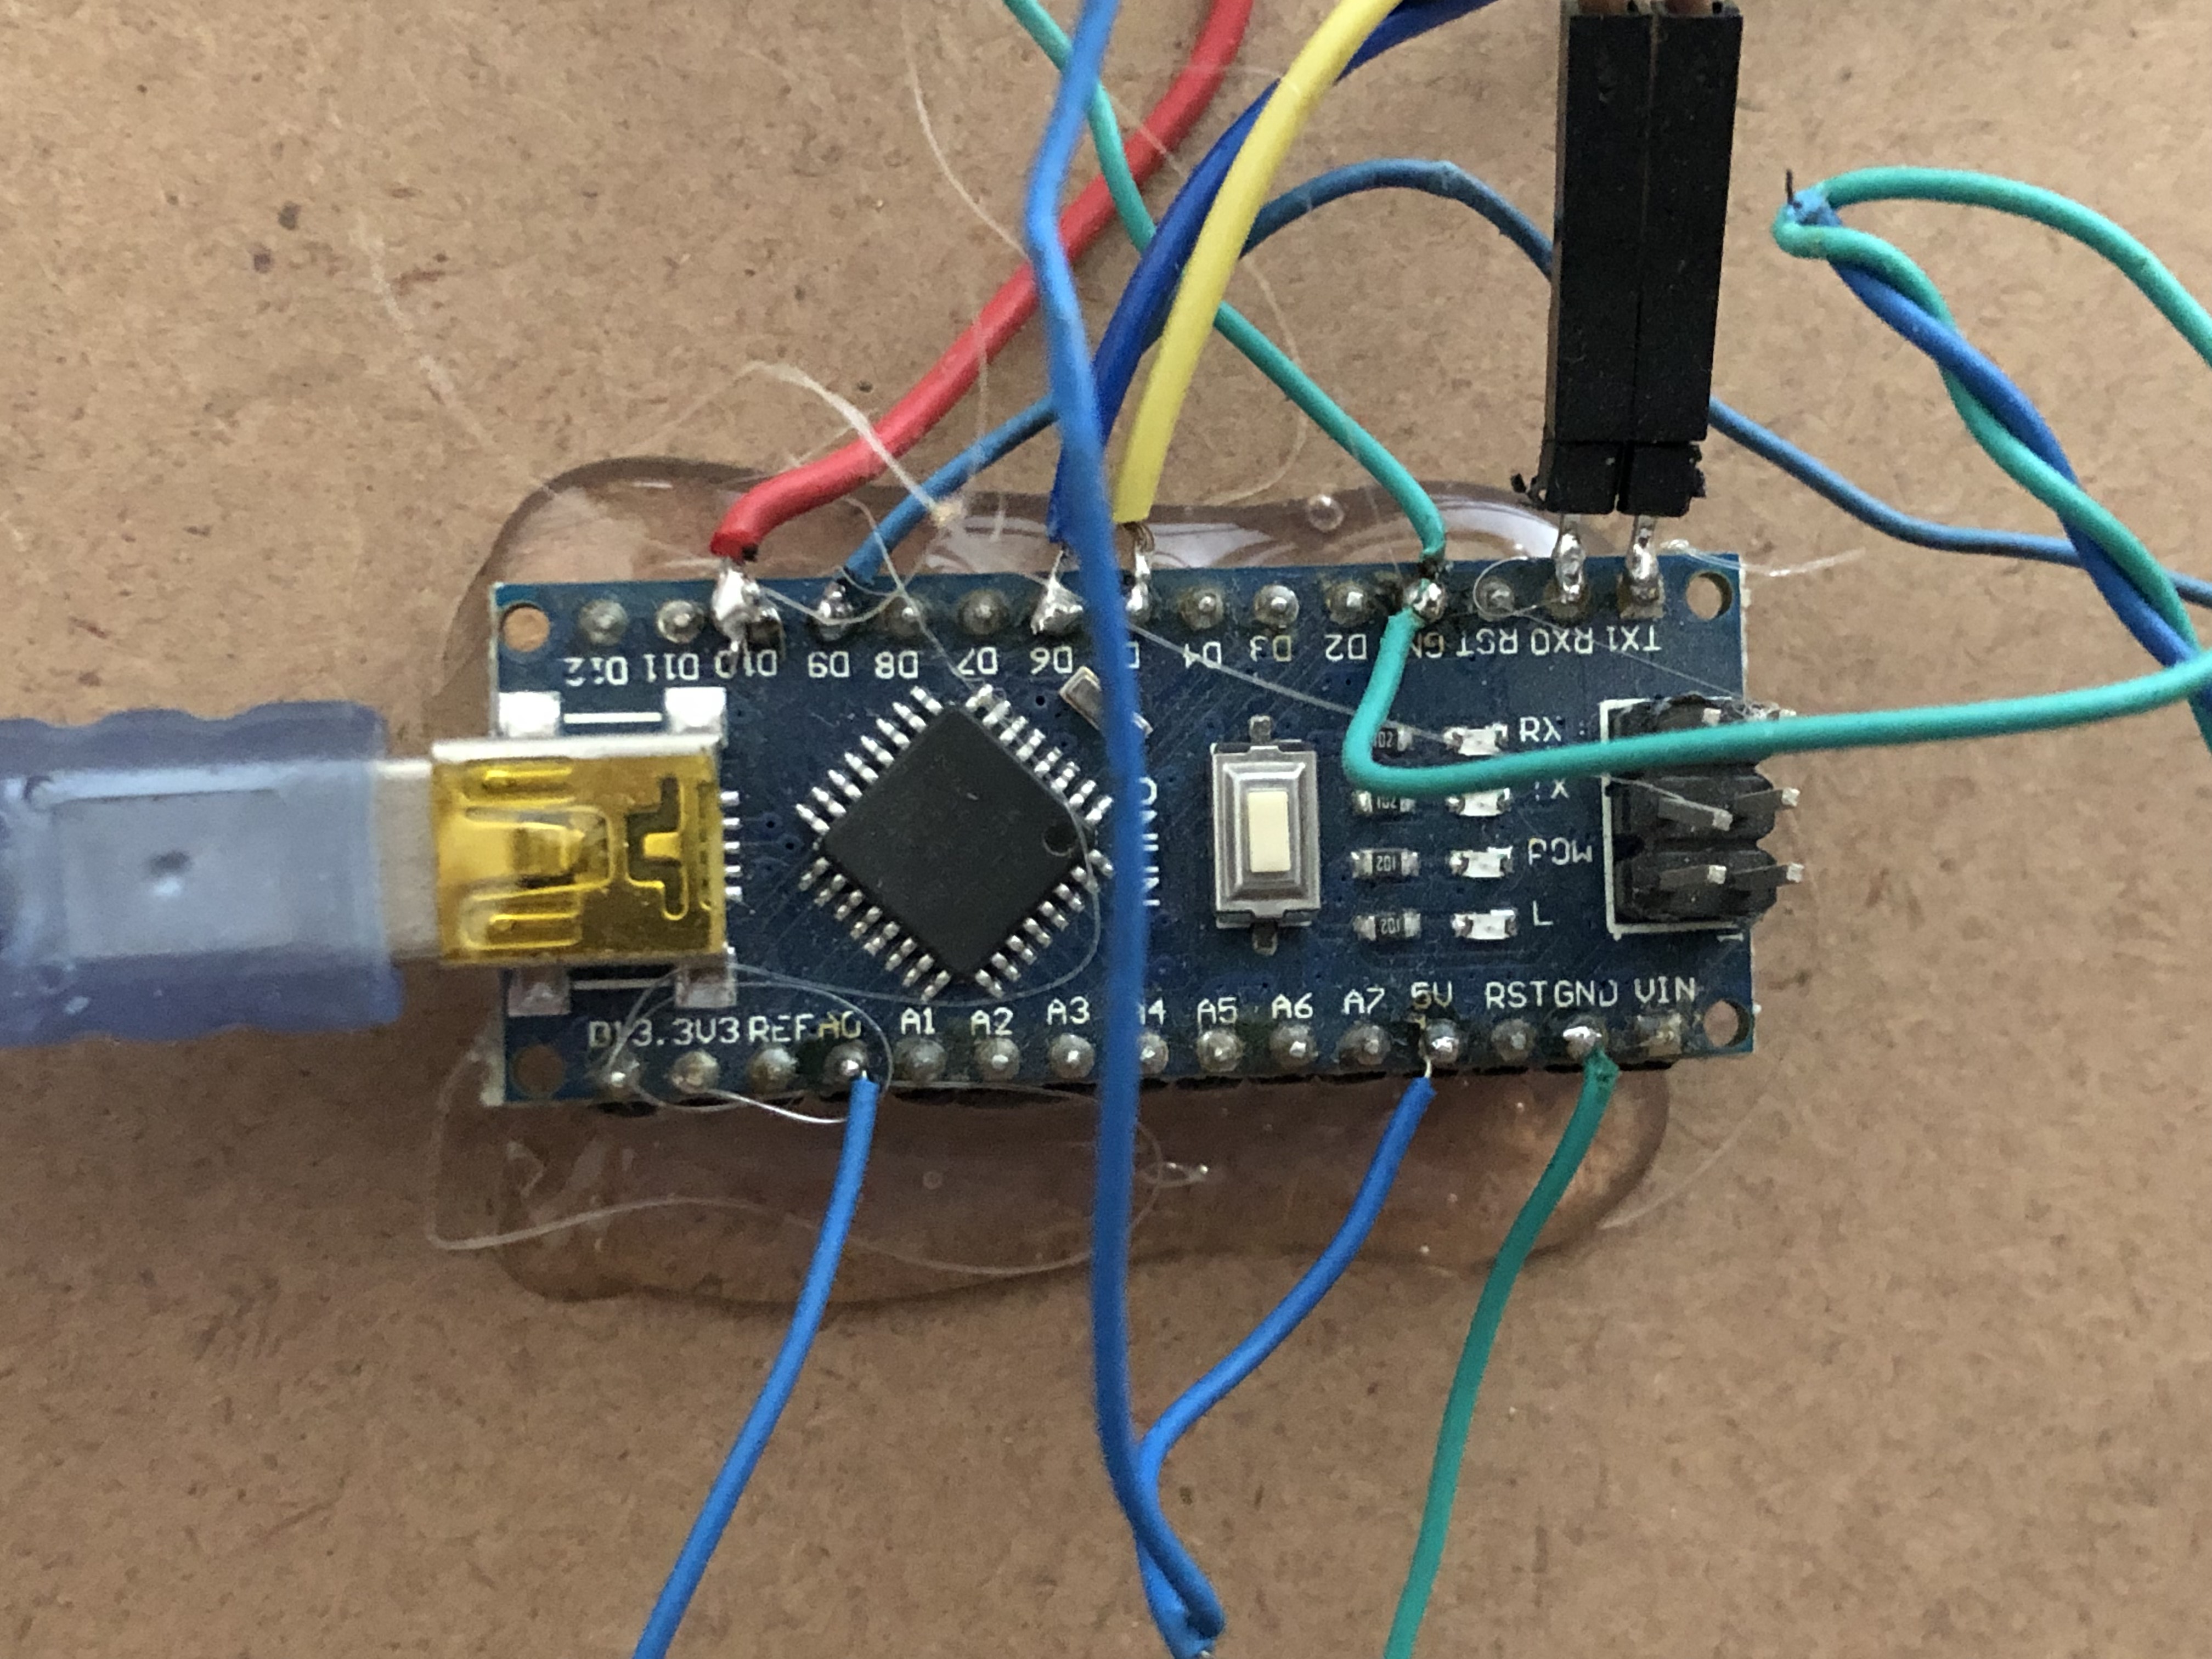 D12 D11 D10 D9 D8 D7 D6 D4 D3 D2 RST RX0 TX1
RX
POW
L
3V3 REF A0 A1 A2 A3 A5 A6 A7 5V RST GND VIN
1